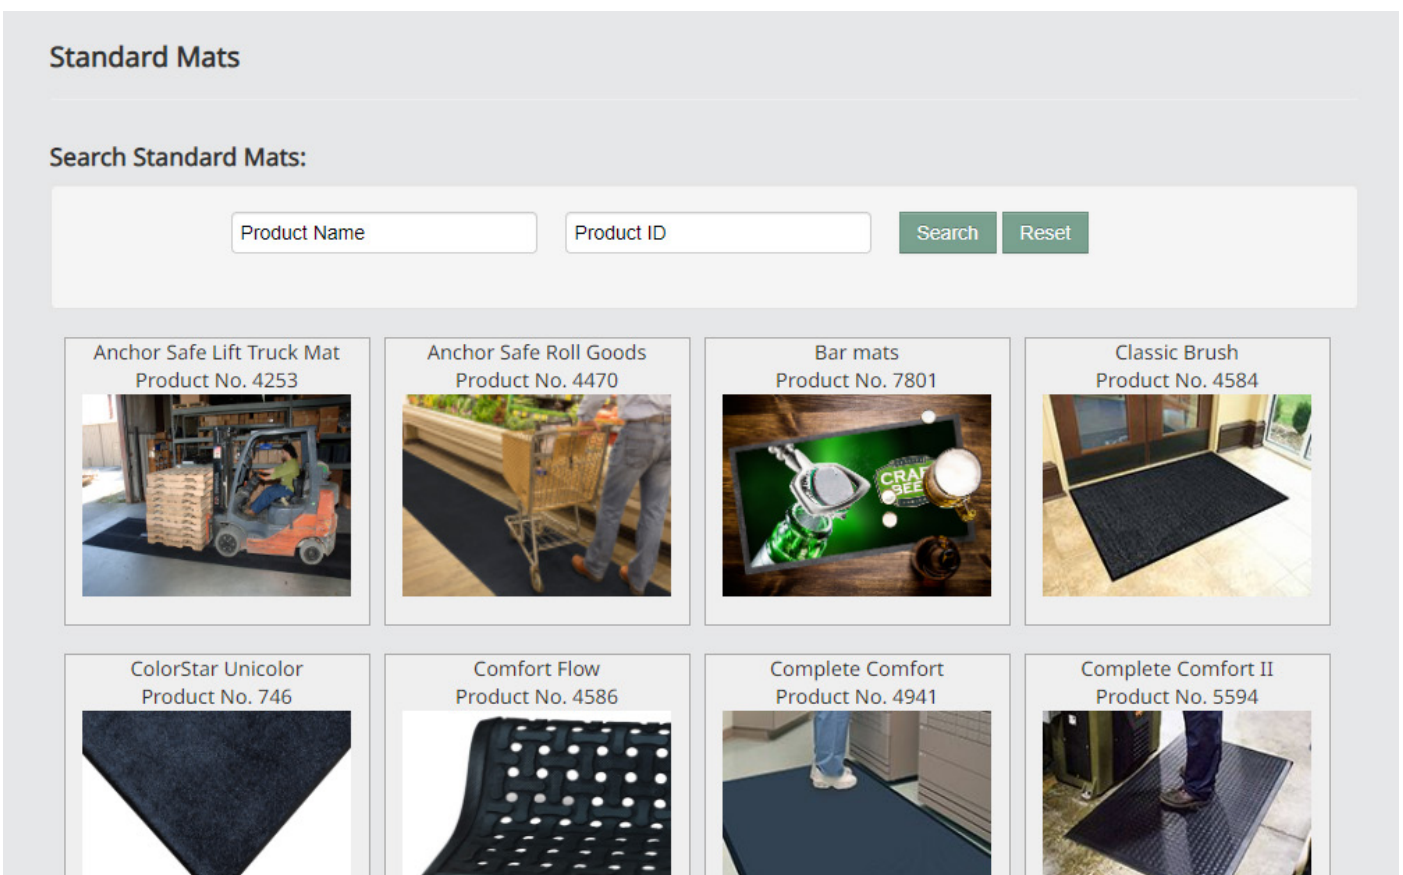 Standard Mats
Search Standard Mats:
Product Name
Product ID
Search
Reset
Anchor Safe Lift Truck Mat
Product No. 4253
Anchor Safe Roll Goods
Product No. 4470
Bar mats
Product No. 7801
CRAF
BEE
Classic Brush
Product No. 4584
ColorStar Unicolor
Product No. 746
Comfort Flow
Product No. 4586
Complete Comfort
Product No. 4941
Complete Comfort II
Product No. 5594